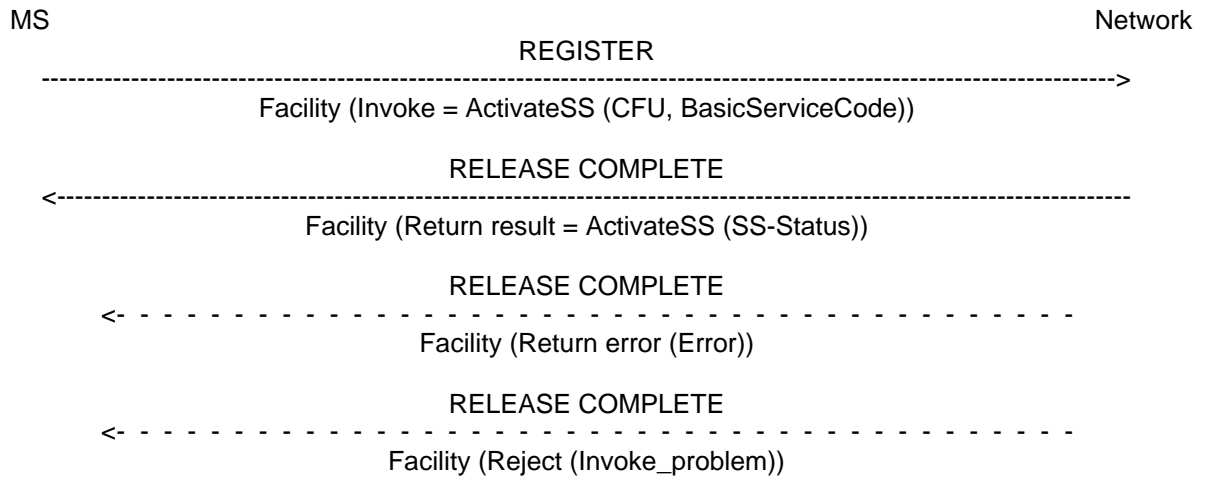 MS Network
REGISTER
Facility (Invoke = ActivateSS (CFU, BasicServiceCode))
RELEASE COMPLETE
Facility (Return result = ActivateSS (SS-Status))
RELEASE COMPLETE
Facility (Return error (Error))
RELEASE COMPLETE
Facility (Reject (Invoke_problem))